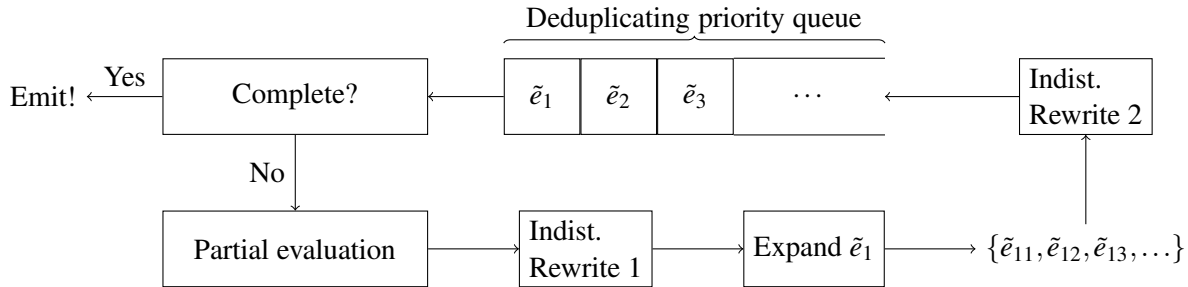 Deduplicating priority queue
Emit!
Yes
Complete?
ẽ₁
ẽ₂
ẽ₃
⋯
Indist.
Rewrite 2
No
Partial evaluation
Indist.
Rewrite 1
Expand ẽ₁
{ẽ₁₁, ẽ₁₂, ẽ₁₃, …}